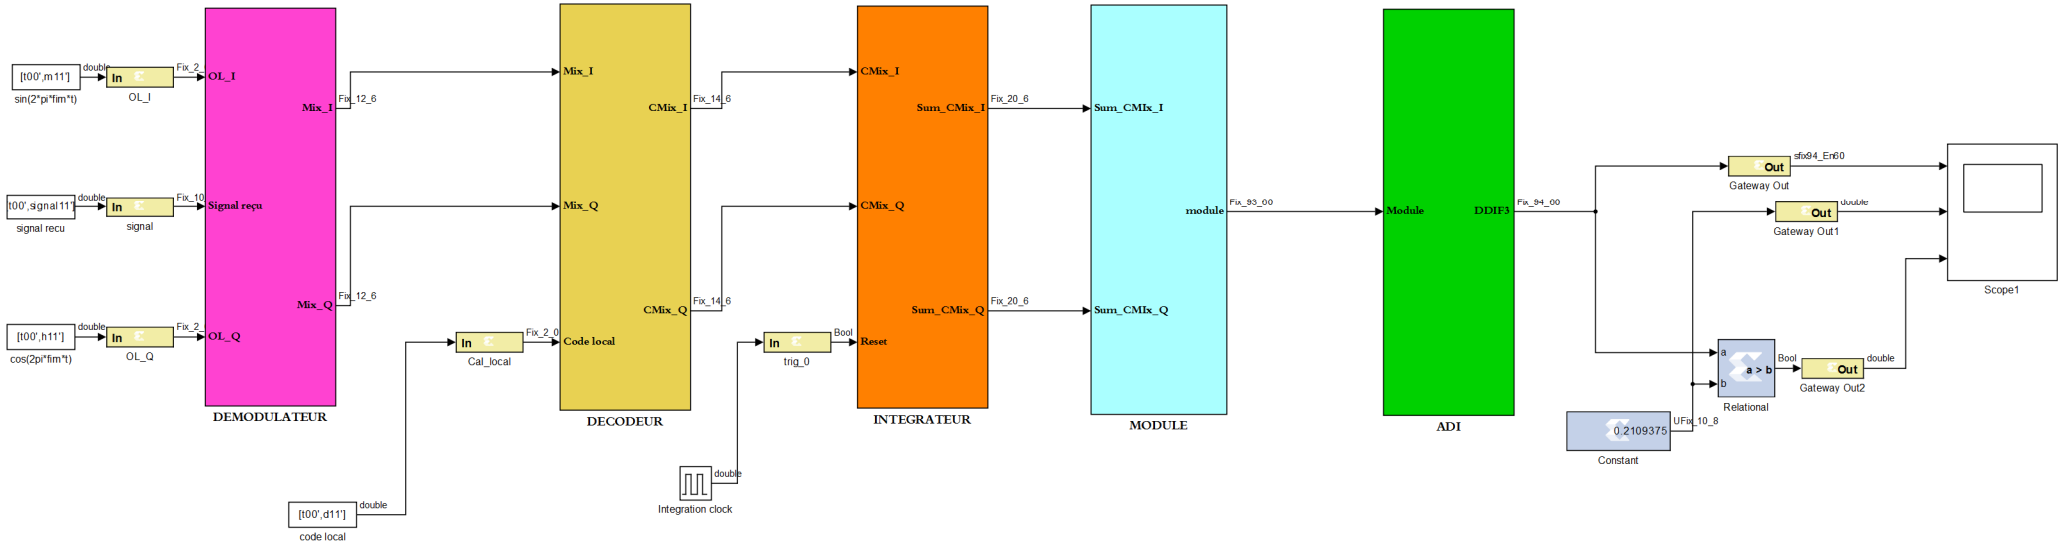 [t00',m11']
sin(2*pi*fim*t)
double
In
OL_I
Fix_2_
OL_I
[t00',signal11']
signal recu
double
In
signal
Fix_10
Signal reçu
[t00',h11']
cos(2pi*fim*t)
double
In
OL_Q
Fix_2_
OL_Q
Mix_I
Fix_12_6
Mix_Q
Fix_12_6
DEMODULATEUR
Mix_I
Mix_Q
[t00',d11']
code local
double
In
Cal_local
Fix_2_0
Code local
CMix_I
Fix_14_6
CMix_Q
Fix_14_6
DECODEUR
CMix_I
CMix_Q
Integration clock
double
In
trig_0
Bool
Reset
Sum_CMix_I
Fix_20_6
Sum_CMix_Q
Fix_20_6
INTEGRATEUR
Sum_CMIx_I
Sum_CMIx_Q
module
MODULE
Module
DDIF3
ADI
Out
Gateway Out
sfix94_En60
Out
Gateway Out1
double
a
b
a > b
Relational
Bool
Out
Gateway Out2
double
0.2109375
Constant
UFix_10_8
Scope1